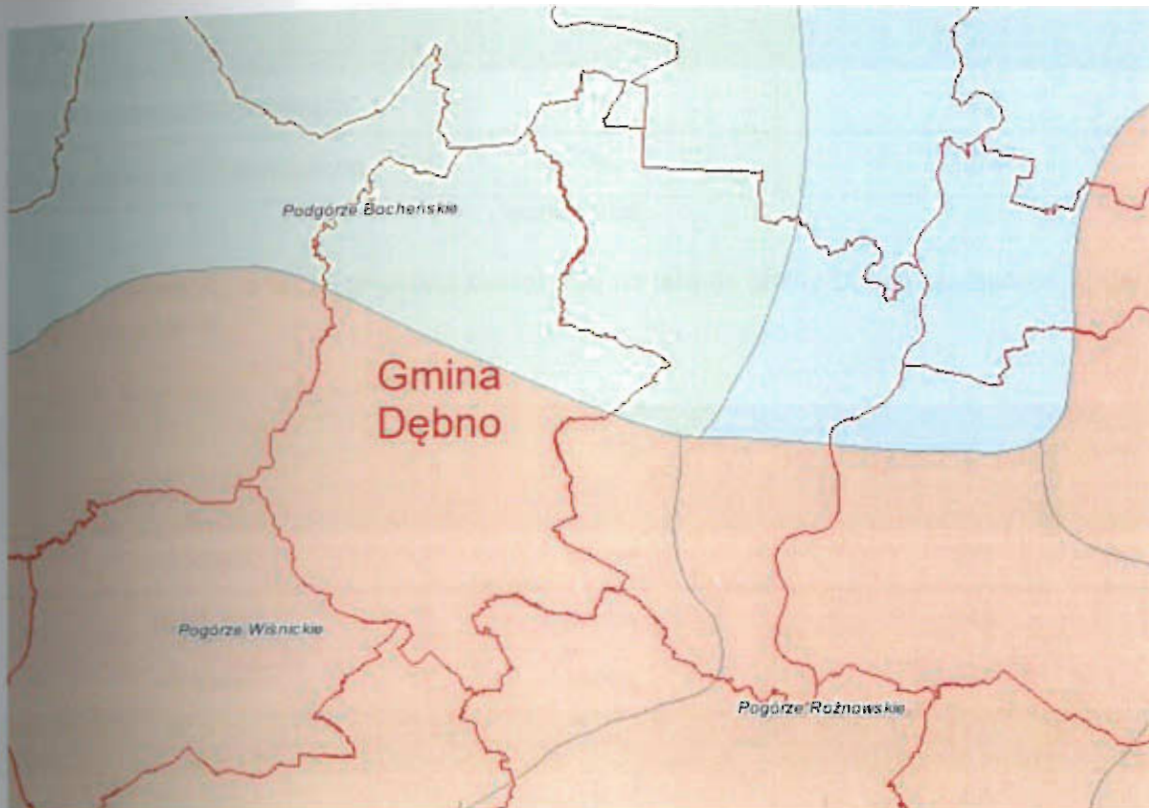 Podgórze Bocheńskie
Gmina
Dębno
Pogórze Wiśnickie
Pogórze Rożnowskie